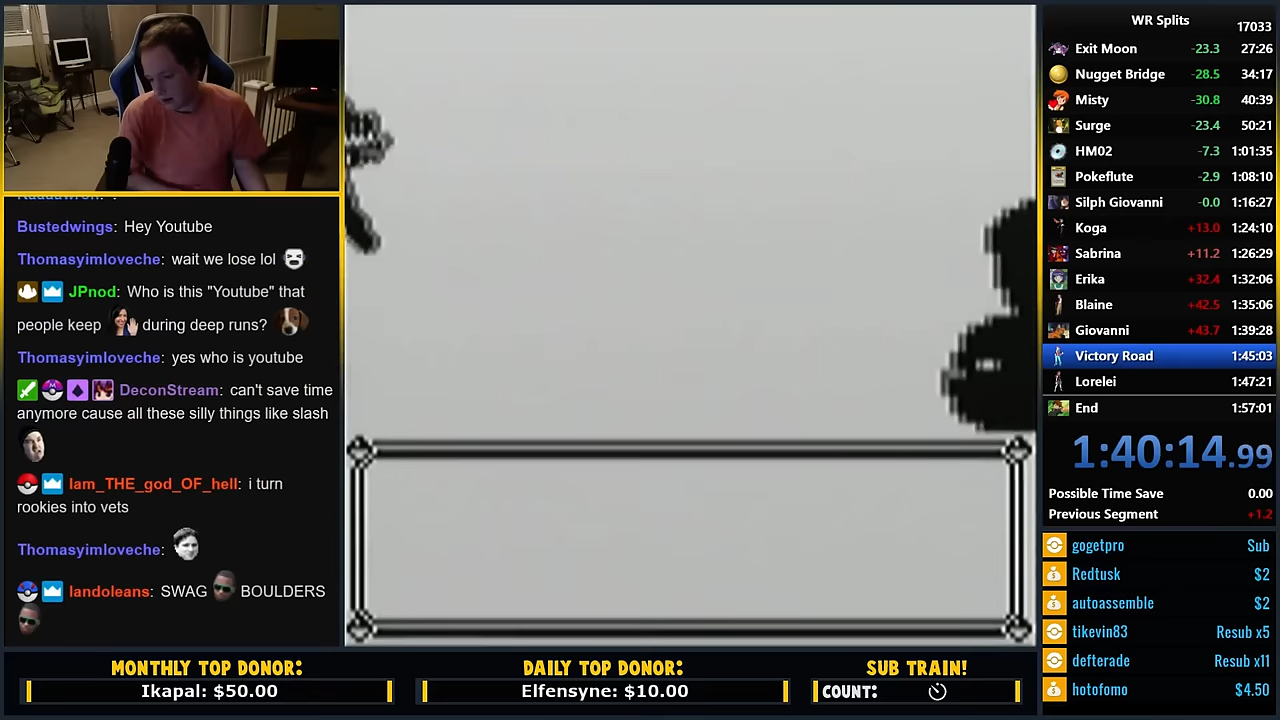 Bustedwings: Hey Youtube
Thomasyimloveche: wait we lose lol
JPnod: Who is this "Youtube" that
people keep during deep runs?
Thomasyimloveche: yes who is youtube
DeconStream: can't save time
anymore cause all these silly things like slash
Iam_THE_god_OF_hell: i turn
rookies into vets
Thomasyimloveche:
landoleans: SWAG BOULDERS
WR Splits 17033
Exit Moon -23.3 27:26
Nugget Bridge -28.5 34:17
Misty -30.8 40:39
Surge -23.4 50:21
HM02 -7.3 1:01:35
Pokeflute -2.9 1:08:10
Silph Giovanni -0.0 1:16:27
Koga +13.0 1:24:10
Sabrina +11.2 1:26:29
Erika +32.4 1:32:06
Blaine +42.5 1:35:06
Giovanni +43.7 1:39:28
Victory Road 1:45:03
Lorelei 1:47:21
End 1:57:01
1:40:14.99
Possible Time Save 0.00
Previous Segment +1.2
gogetpro Sub
Redtusk $2
autoassemble $2
tikevin83 Resub x5
defterade Resub x11
hotofomo $4.50
MONTHLY TOP DONOR:
Ikapal: $50.00
DAILY TOP DONOR:
Elfensyne: $10.00
SUB TRAIN!
COUNT: